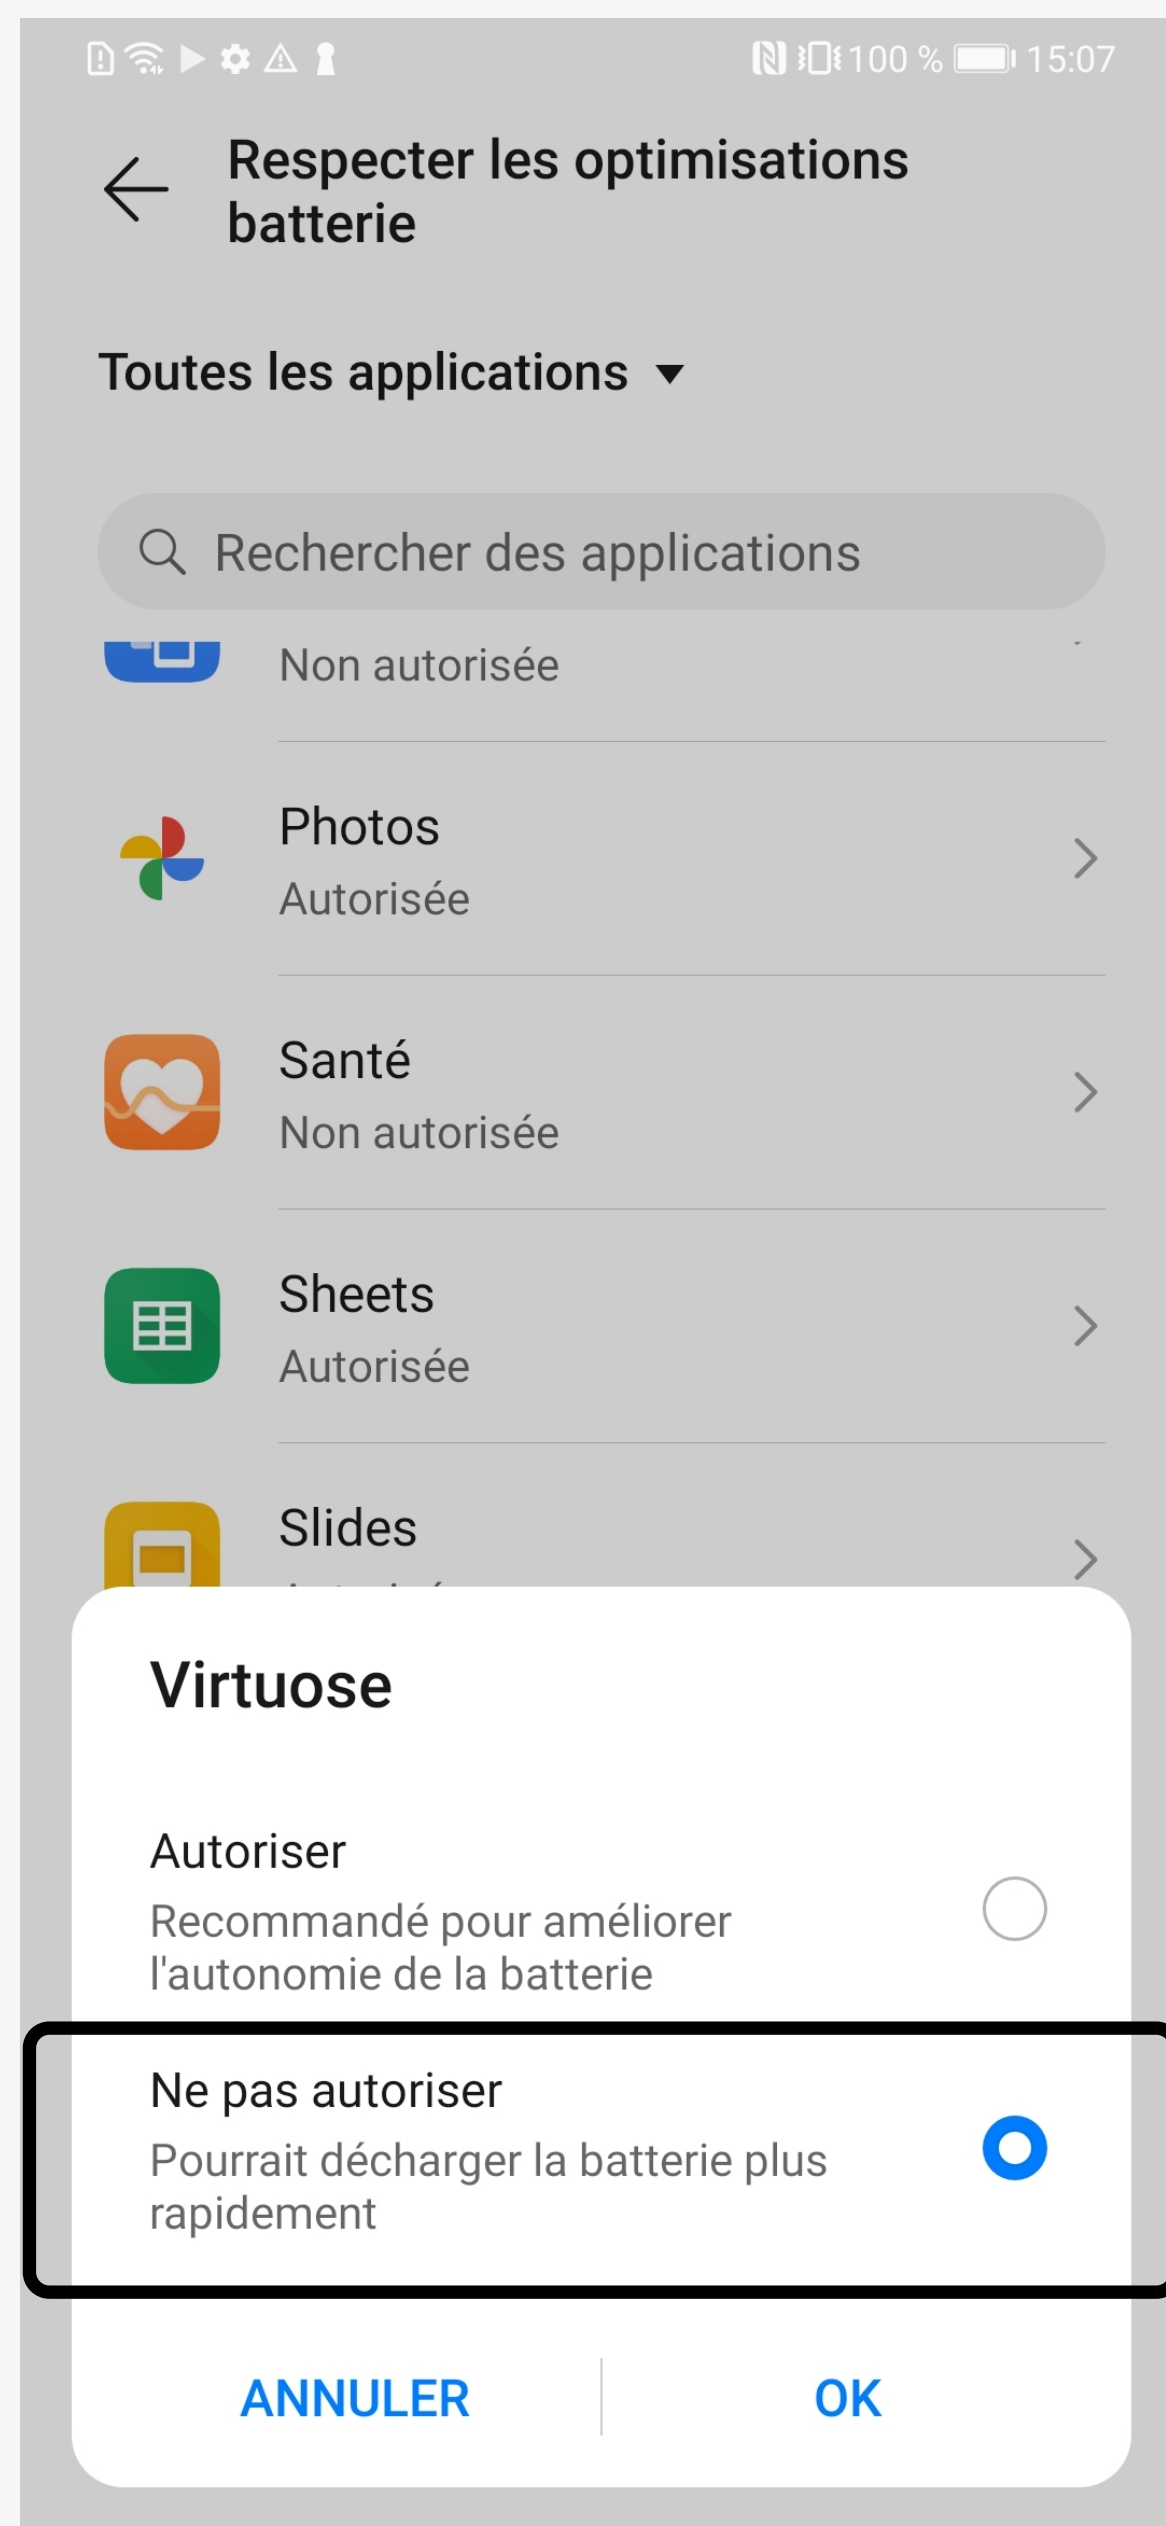 100 % 15:07
Respecter les optimisations
batterie
Toutes les applications
Rechercher des applications
Non autorisée
Photos
Autorisée
Santé
Non autorisée
Sheets
Autorisée
Slides
Virtuose
Autoriser
Recommandé pour améliorer
l'autonomie de la batterie
Ne pas autoriser
Pourrait décharger la batterie plus
rapidement
ANNULER
OK